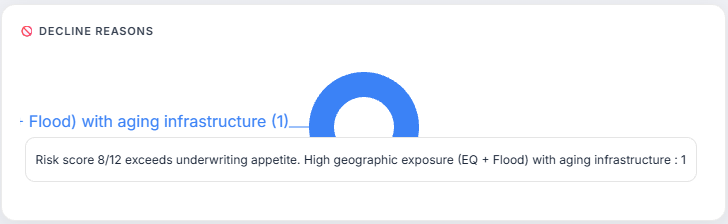 DECLINE REASONS
Flood) with aging infrastructure (1)
Risk score 8/12 exceeds underwriting appetite. High geographic exposure (EQ + Flood) with aging infrastructure : 1